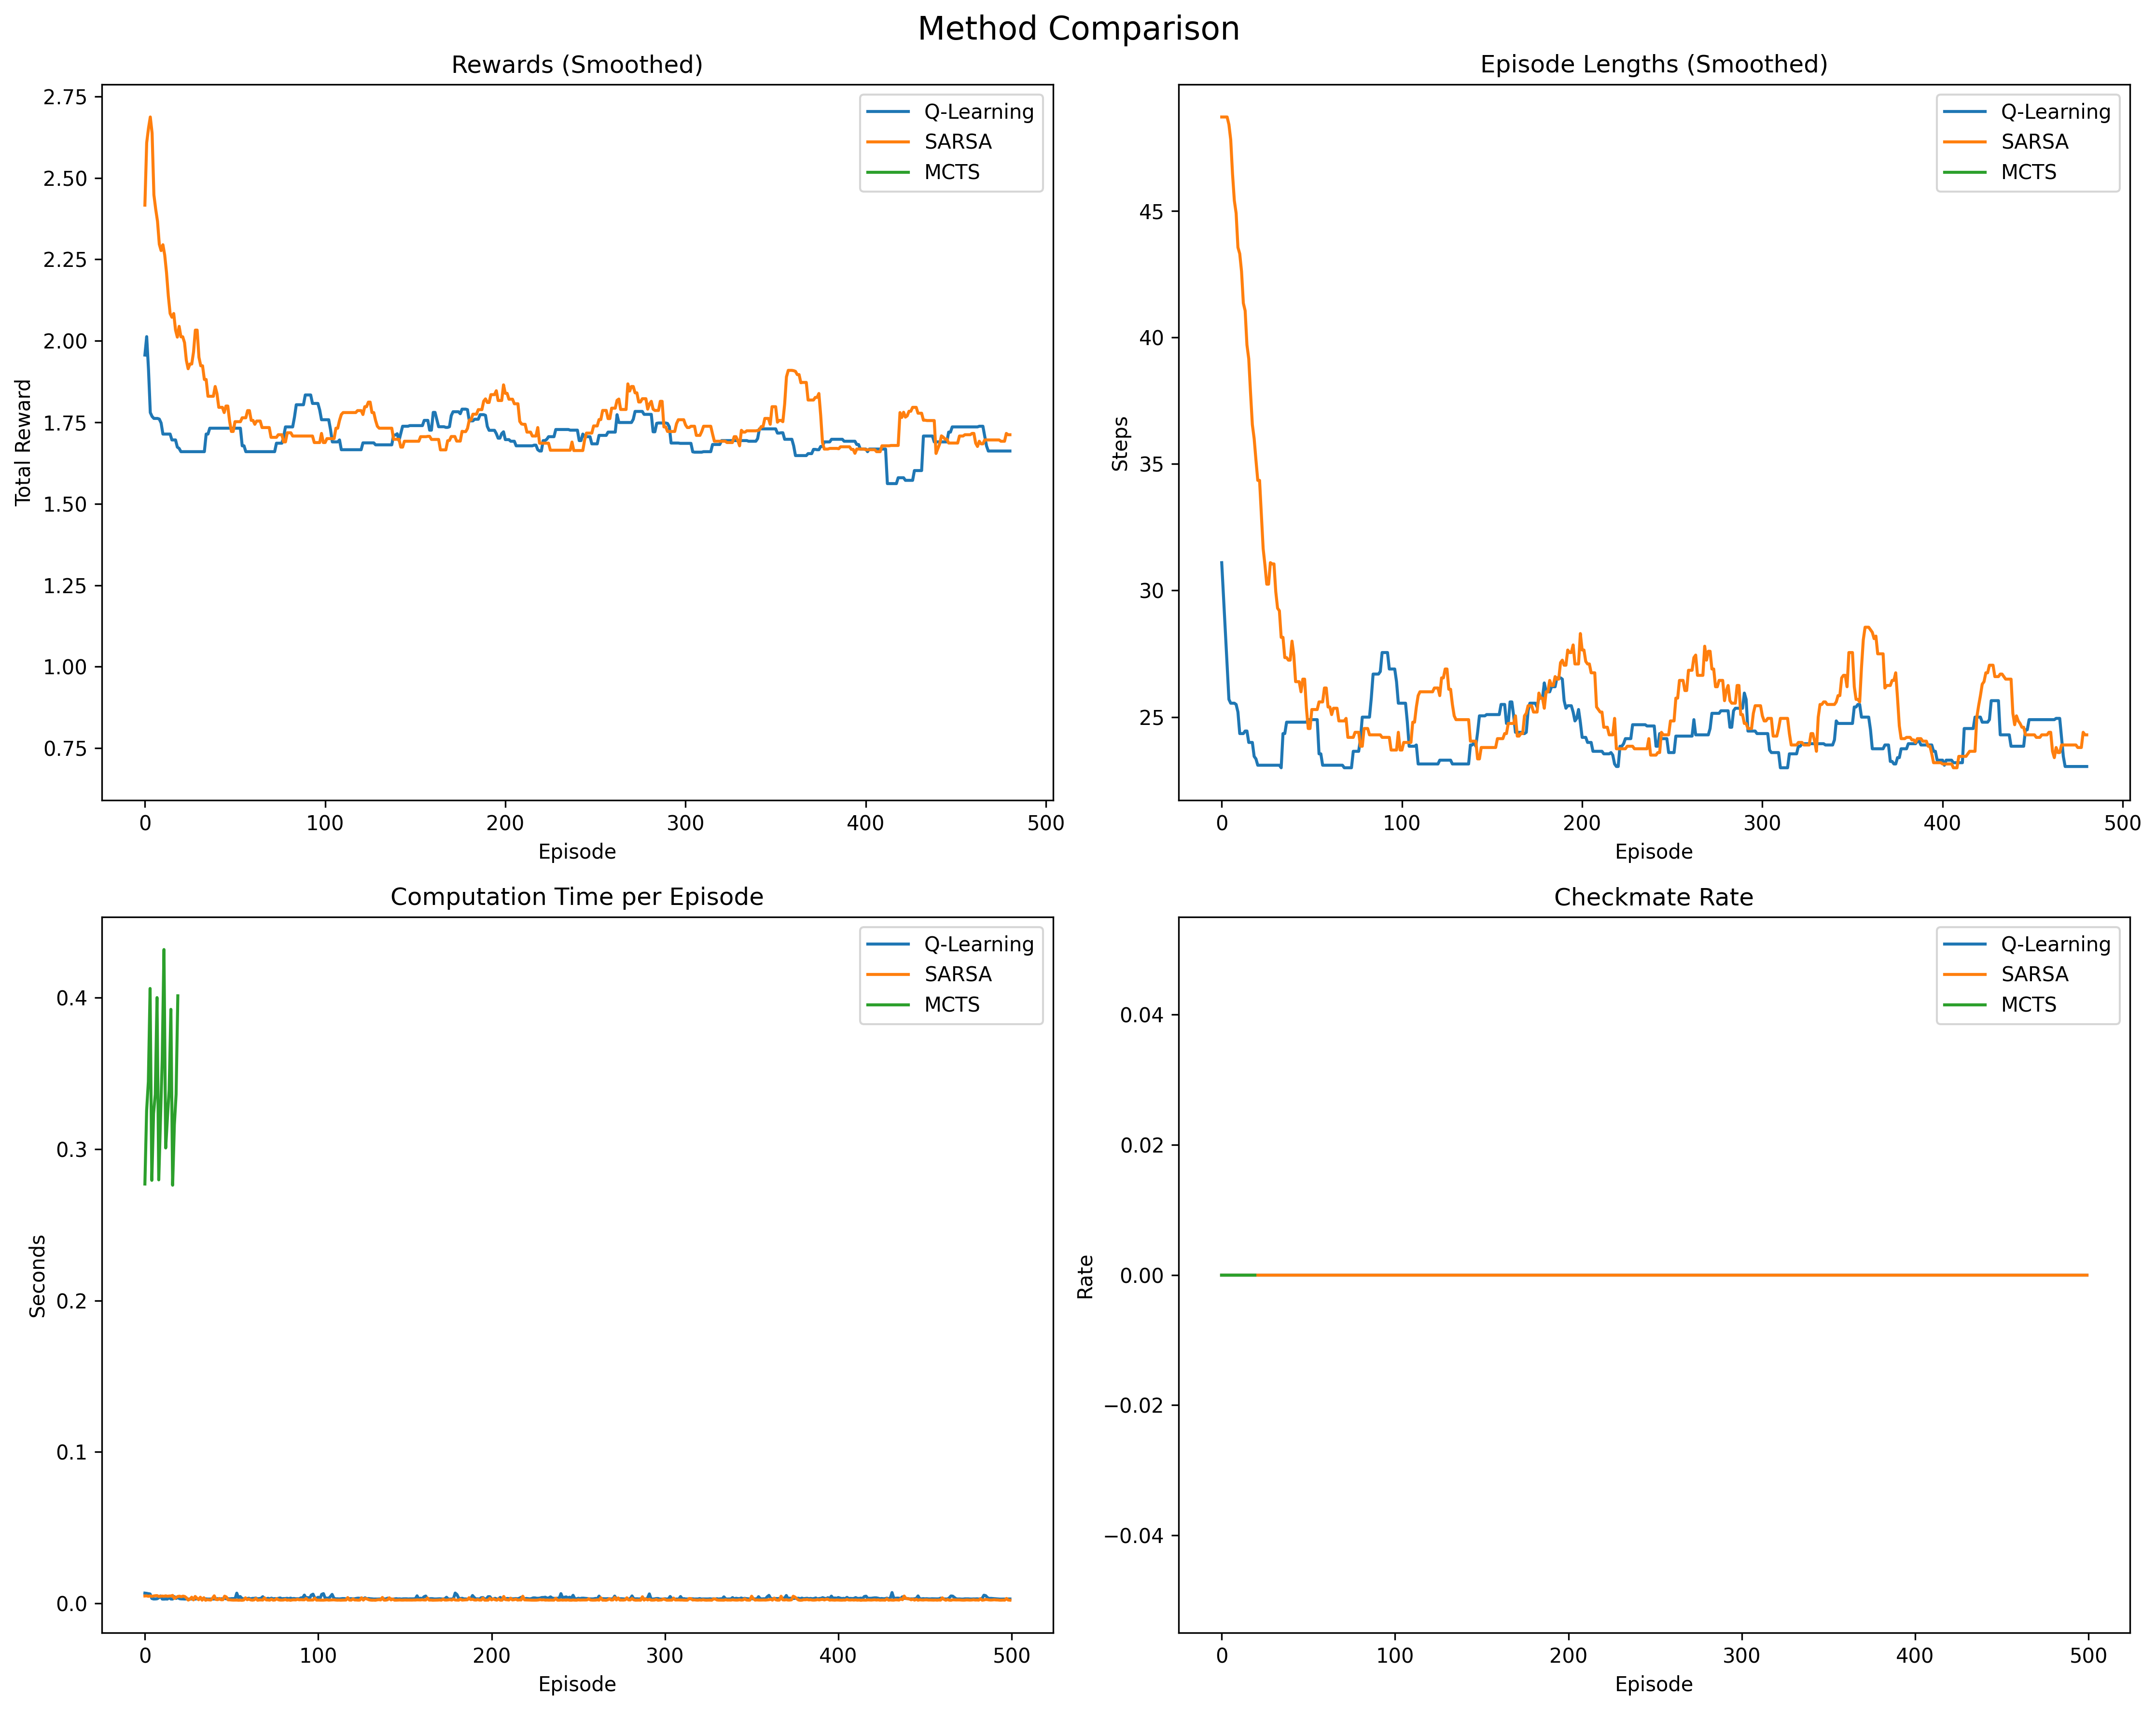 Method Comparison
Rewards (Smoothed)
Total Reward
2.75
2.50
2.25
2.00
1.75
1.50
1.25
1.00
0.75
0
100
200
300
400
500
Episode
Q-Learning
SARSA
MCTS
Episode Lengths (Smoothed)
Steps
45
40
35
30
25
0
100
200
300
400
500
Episode
Q-Learning
SARSA
MCTS
Computation Time per Episode
Seconds
0.4
0.3
0.2
0.1
0.0
0
100
200
300
400
500
Episode
Q-Learning
SARSA
MCTS
Checkmate Rate
Rate
0.04
0.02
0.00
−0.02
−0.04
0
100
200
300
400
500
Episode
Q-Learning
SARSA
MCTS